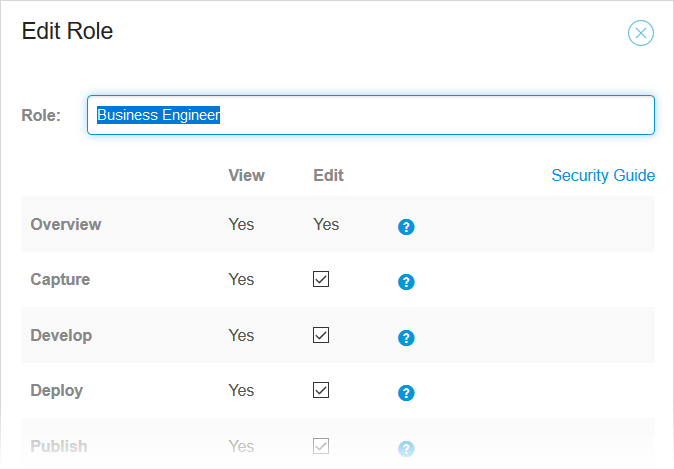 Edit Role
Role: Business Engineer
View Edit Security Guide
Overview Yes Yes ?
Capture Yes ?
Develop Yes ?
Deploy Yes ?
Publish Yes ?